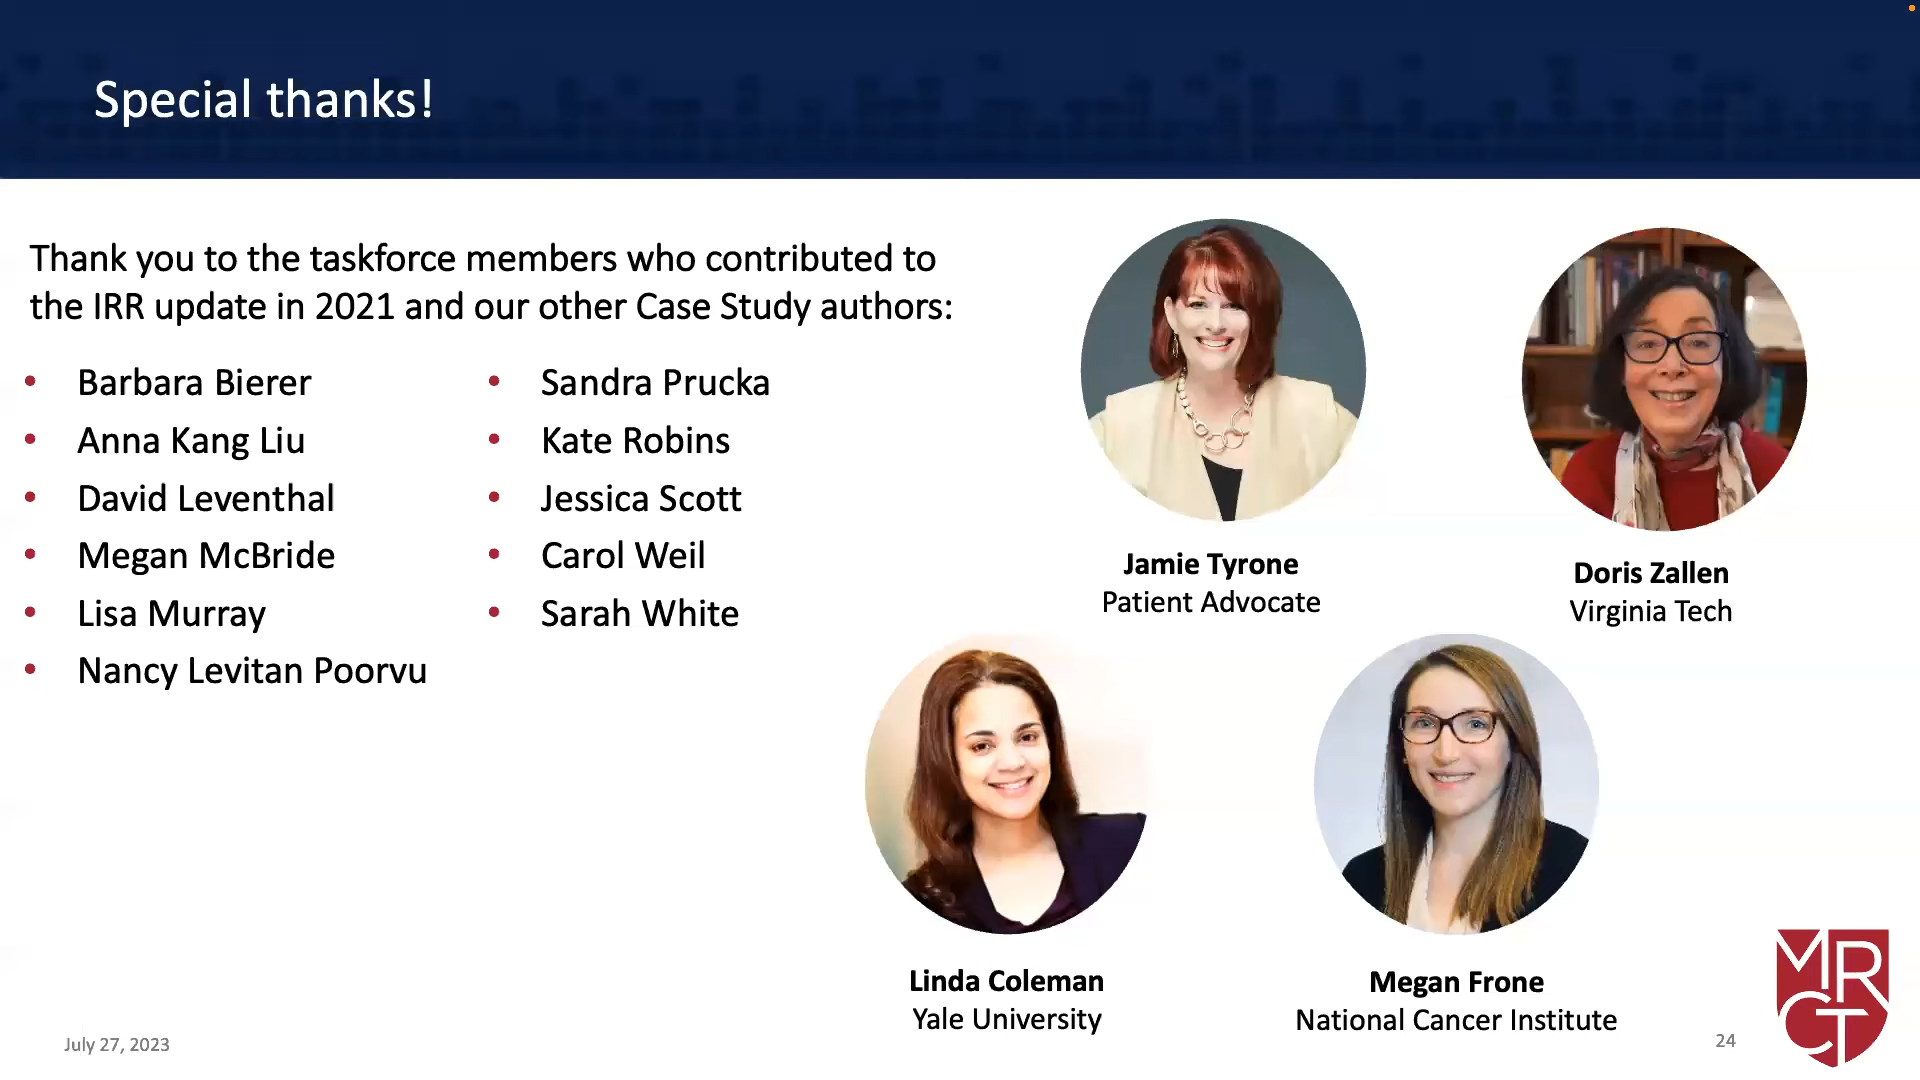 Special thanks!
Thank you to the taskforce members who contributed to
the IRR update in 2021 and our other Case Study authors:
• Barbara Bierer
• Anna Kang Liu
• David Leventhal
• Megan McBride
• Lisa Murray
• Nancy Levitan Poorvu
• Sandra Prucka
• Kate Robins
• Jessica Scott
• Carol Weil
• Sarah White
Jamie Tyrone
Patient Advocate
Doris Zallen
Virginia Tech
Linda Coleman
Yale University
Megan Frone
National Cancer Institute
July 27, 2023
24
MR
CT